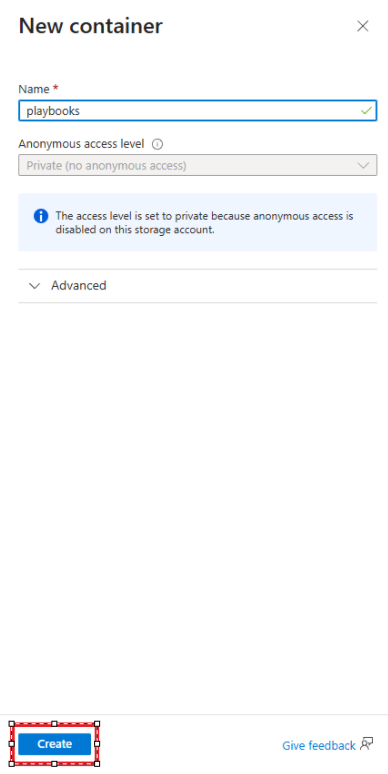 New container
Name *
playbooks
Anonymous access level
Private (no anonymous access)
The access level is set to private because anonymous access is
disabled on this storage account.
Advanced
Create
Give feedback